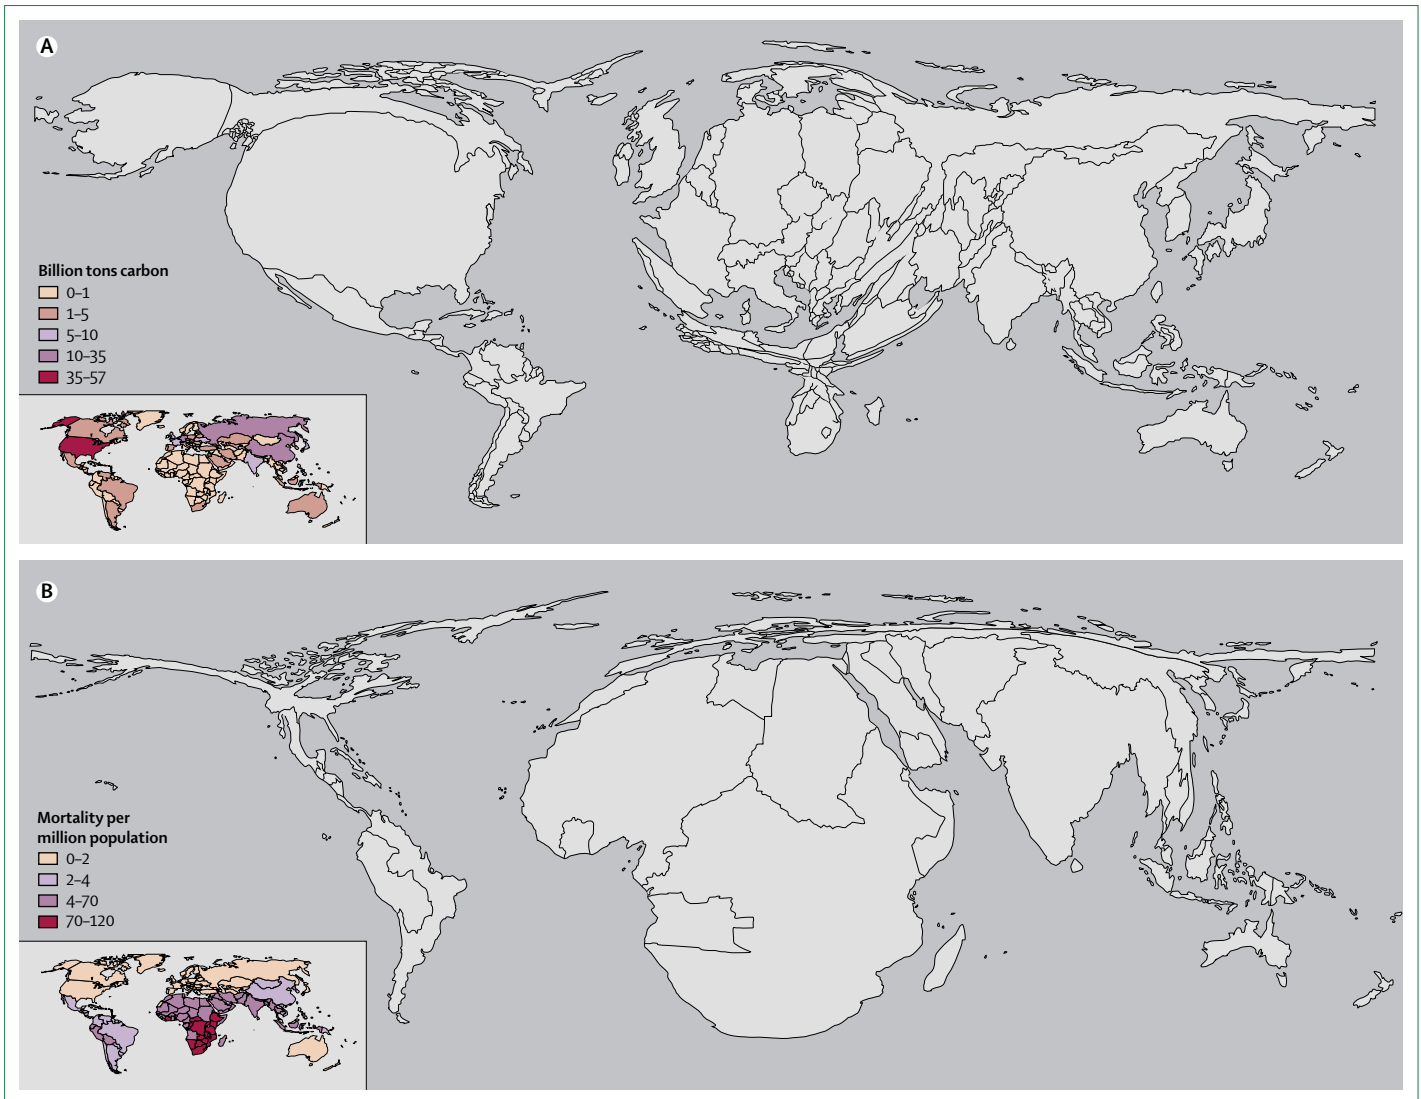 A
Billion tons carbon
0–1
1–5
5–10
10–35
35–57
B
Mortality per
million population
0–2
2–4
4–70
70–120